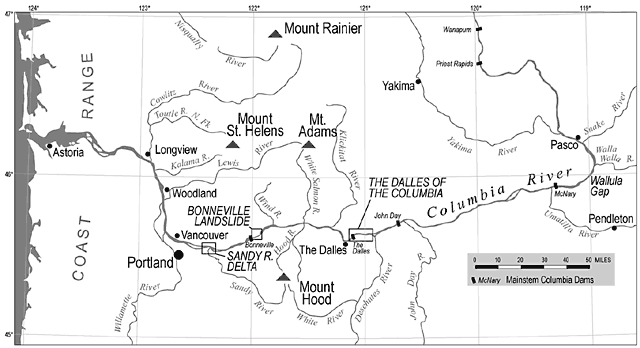 124°
123°
122°
121°
120°
119°
47°
46°
45°
Nisqually
River
Mount Rainier
Wanapum
Priest Rapids
Yakima
Yakima
River
COAST RANGE
Cowlitz River
Toutle R. N. Fk.
Mount
St. Helens
Mt.
Adams
Klickitat
River
Astoria
Longview
Kalama R.
Lewis River
White Salmon R.
Pasco
Snake River
Walla
Walla R.
Wallula
Gap
McNary
Umatilla River
Pendleton
Columbia River
THE DALLES OF
THE COLUMBIA
John Day
Woodland
BONNEVILLE
LANDSLIDE
Wind R.
Hood R.
Vancouver
Bonneville
The Dalles
The
Dalles
Portland
SANDY R.
DELTA
Sandy River
Mount
Hood
White River
Deschutes River
John Day R.
Willamette River
0 10 20 30 40 50 MILES
McNary Mainstem Columbia Dams